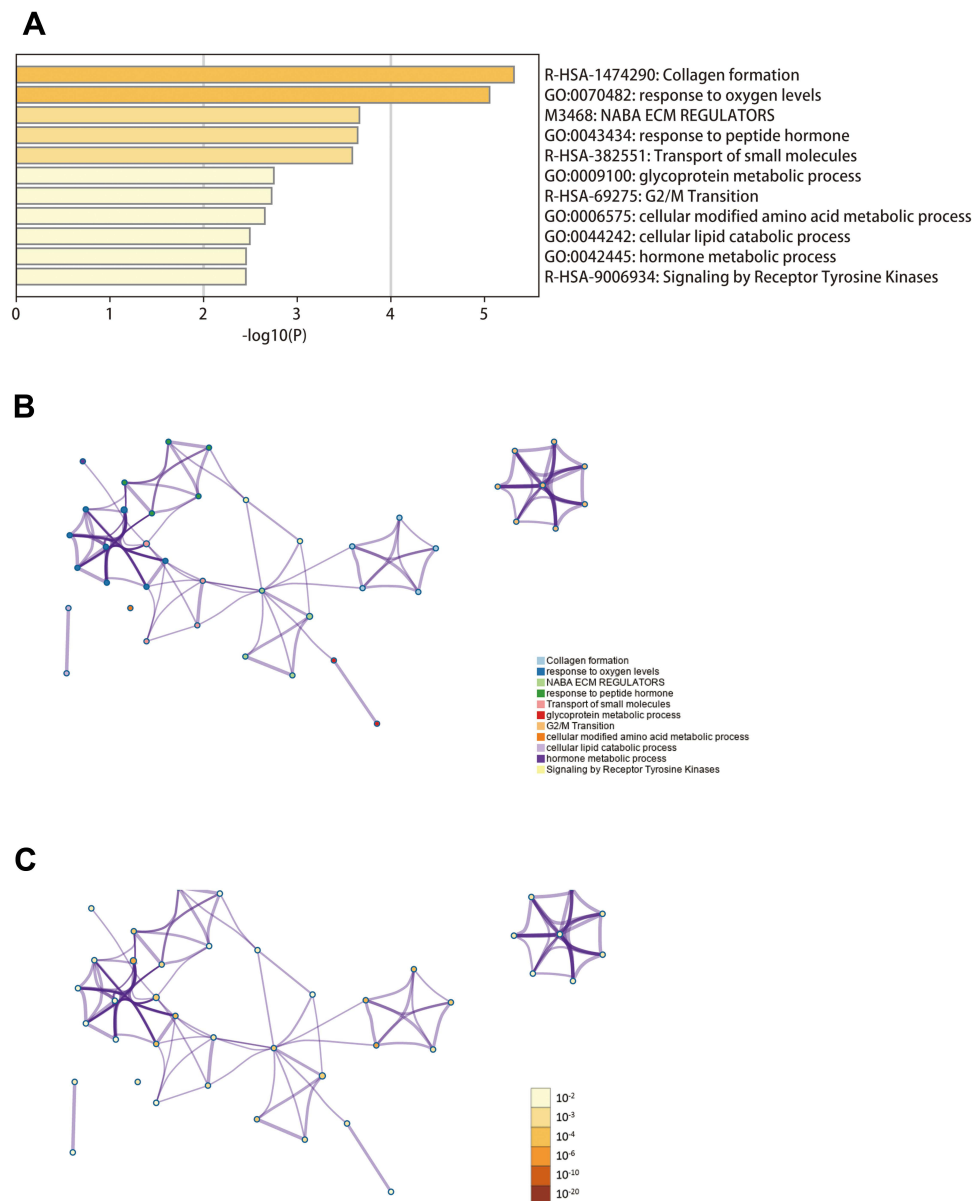 A
R-HSA-1474290: Collagen formation
GO:0070482: response to oxygen levels
M3468: NABA ECM REGULATORS
GO:0043434: response to peptide hormone
R-HSA-382551: Transport of small molecules
GO:0009100: glycoprotein metabolic process
R-HSA-69275: G2/M Transition
GO:0006575: cellular modified amino acid metabolic process
GO:0044242: cellular lipid catabolic process
GO:0042445: hormone metabolic process
R-HSA-9006934: Signaling by Receptor Tyrosine Kinases
0 1 2 3 4 5
-log10(P)
B
Collagen formation
response to oxygen levels
NABA ECM REGULATORS
response to peptide hormone
Transport of small molecules
glycoprotein metabolic process
G2/M Transition
cellular modified amino acid metabolic process
cellular lipid catabolic process
hormone metabolic process
Signaling by Receptor Tyrosine Kinases
C
10-2
10-3
10-4
10-6
10-10
10-20